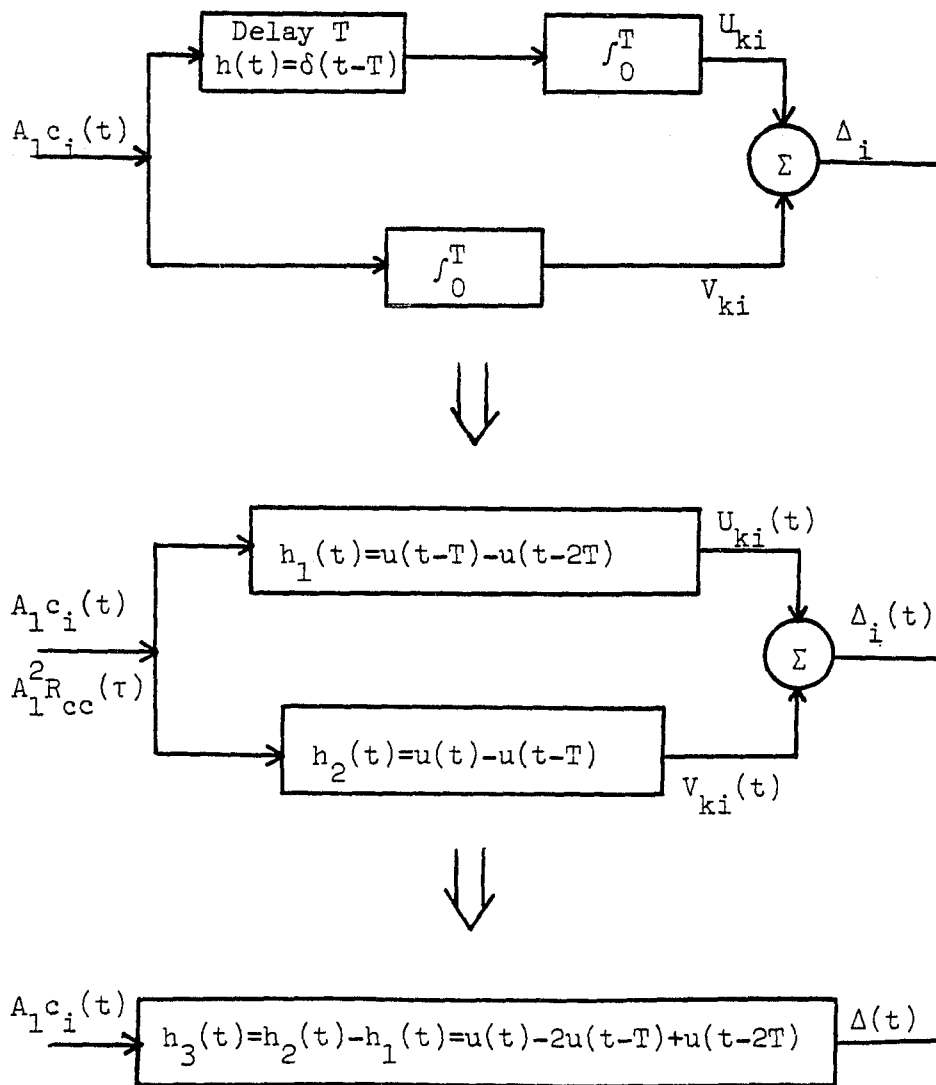 Delay T
h(t)=δ(t-T)
∫₀ᵀ
U_ki
A₁c_i(t)
Σ
Δ_i
∫₀ᵀ
V_ki
h₁(t)=u(t-T)-u(t-2T)
U_ki(t)
A₁c_i(t)
A₁²R_cc(τ)
Σ
Δ_i(t)
h₂(t)=u(t)-u(t-T)
V_ki(t)
A₁c_i(t)
h₃(t)=h₂(t)-h₁(t)=u(t)-2u(t-T)+u(t-2T)
Δ(t)